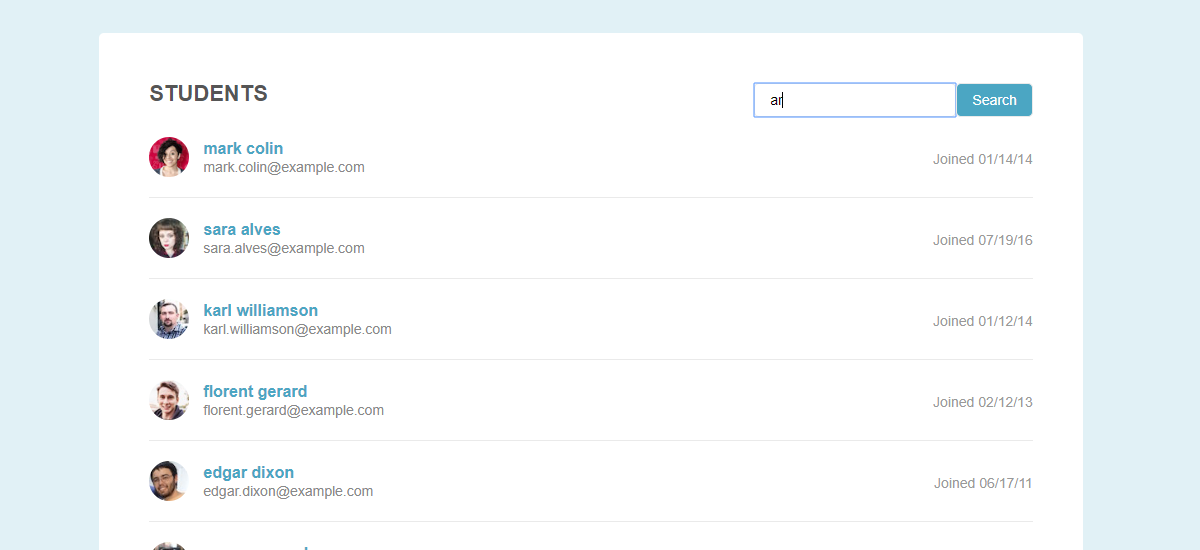 STUDENTS
ar
Search
mark colin
mark.colin@example.com
Joined 01/14/14
sara alves
sara.alves@example.com
Joined 07/19/16
karl williamson
karl.williamson@example.com
Joined 01/12/14
florent gerard
florent.gerard@example.com
Joined 02/12/13
edgar dixon
edgar.dixon@example.com
Joined 06/17/11